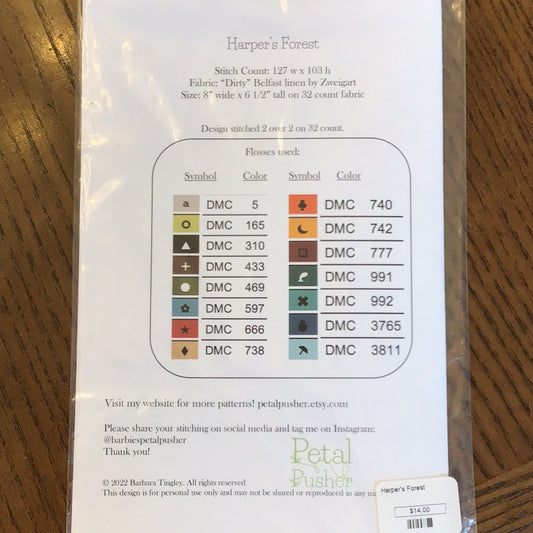 Harper's Forest
Stitch Count: 127 w x 103 h
Fabric: "Dirty" Belfast linen by Zweigart
Size: 8" wide x 6 1/2" tall on 32 count fabric
Design stitched 2 over 2 on 32 count.
Flosses used:
Symbol Color Symbol Color
a DMC 5 DMC 740
DMC 165 DMC 742
DMC 310 DMC 777
DMC 433 DMC 991
DMC 469 DMC 992
DMC 597 DMC 3765
DMC 666 DMC 3811
DMC 738
Visit my website for more patterns! petalpusher.etsy.com
Please share your stitching on social media and tag me on Instagram:
@barbiespetalpusher
Thank you!
Petal
Pusher
© 2022 Barbara Tingley. All rights reserved
This design is for personal use only and may not be shared or reproduced in any
Harper's Forest
$14.00